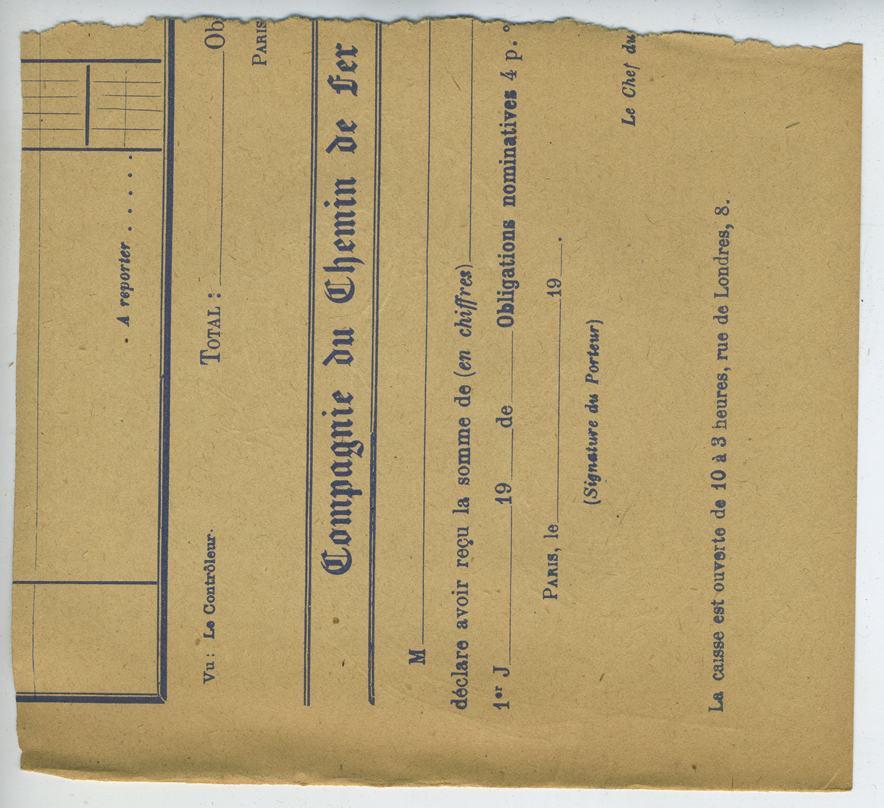 A reporter . . . . . .
TOTAL : Ob
PARIS
Vu : Le Contrôleur.
Compagnie du Chemin de Fer
M
déclare avoir reçu la somme de (en chiffres)
1er J 19 de Obligations nominatives 4 p. º
PARIS, le 19 .
(Signature du Porteur)
Le Chef du
La caisse est ouverte de 10 à 3 heures, rue de Londres, 8.